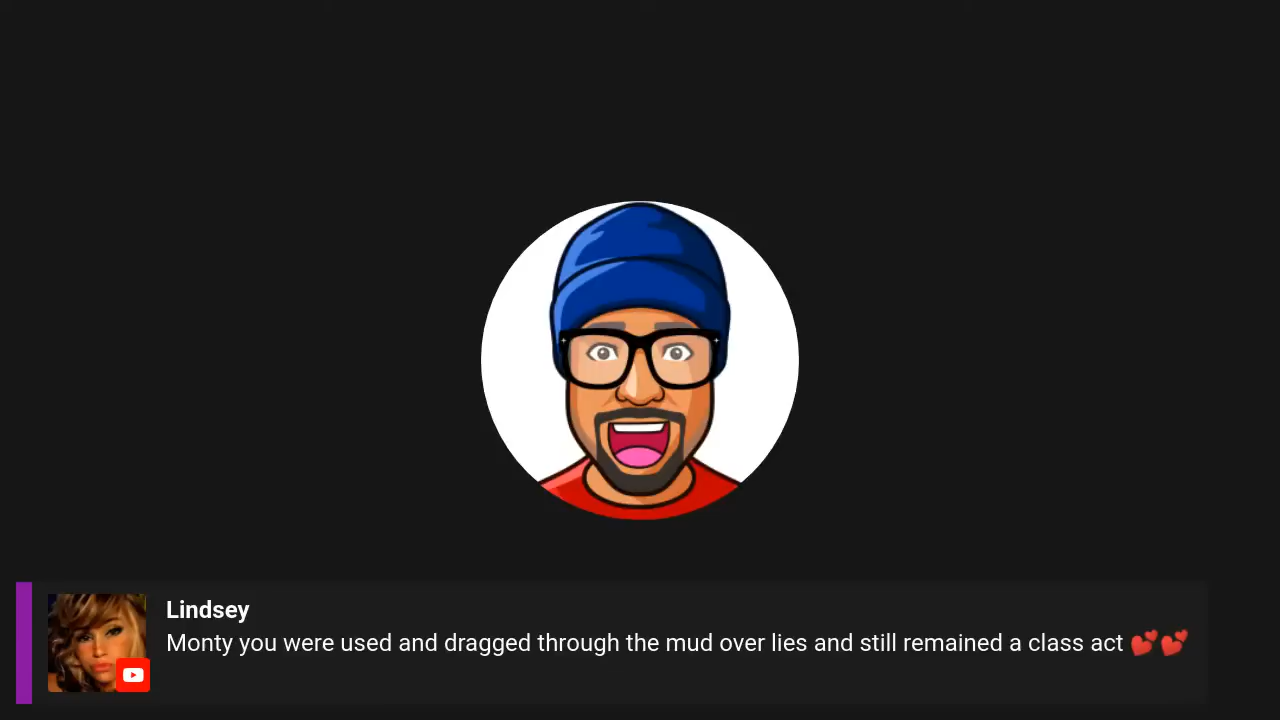 Lindsey
Monty you were used and dragged through the mud over lies and still remained a class act 💕💕